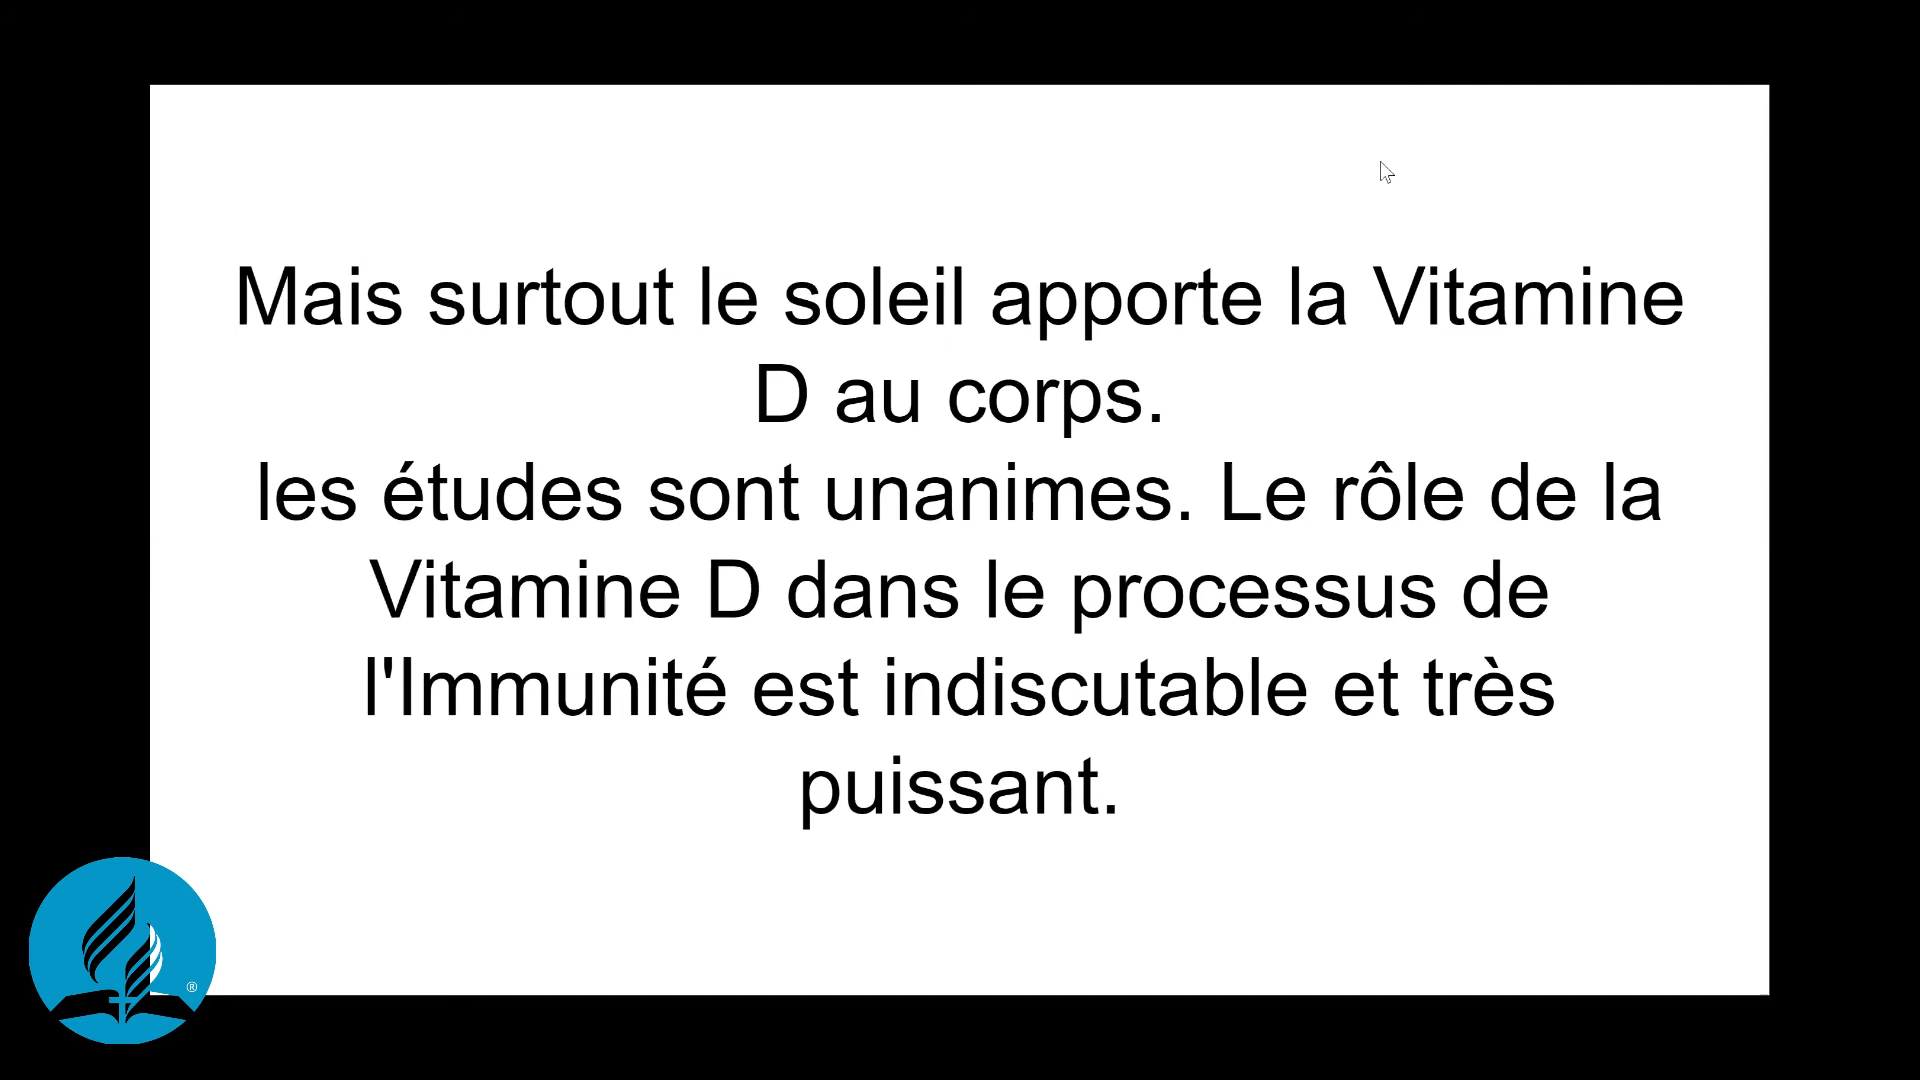 Mais surtout le soleil apporte la Vitamine
D au corps.
les études sont unanimes. Le rôle de la
Vitamine D dans le processus de
l'Immunité est indiscutable et très
puissant.
®